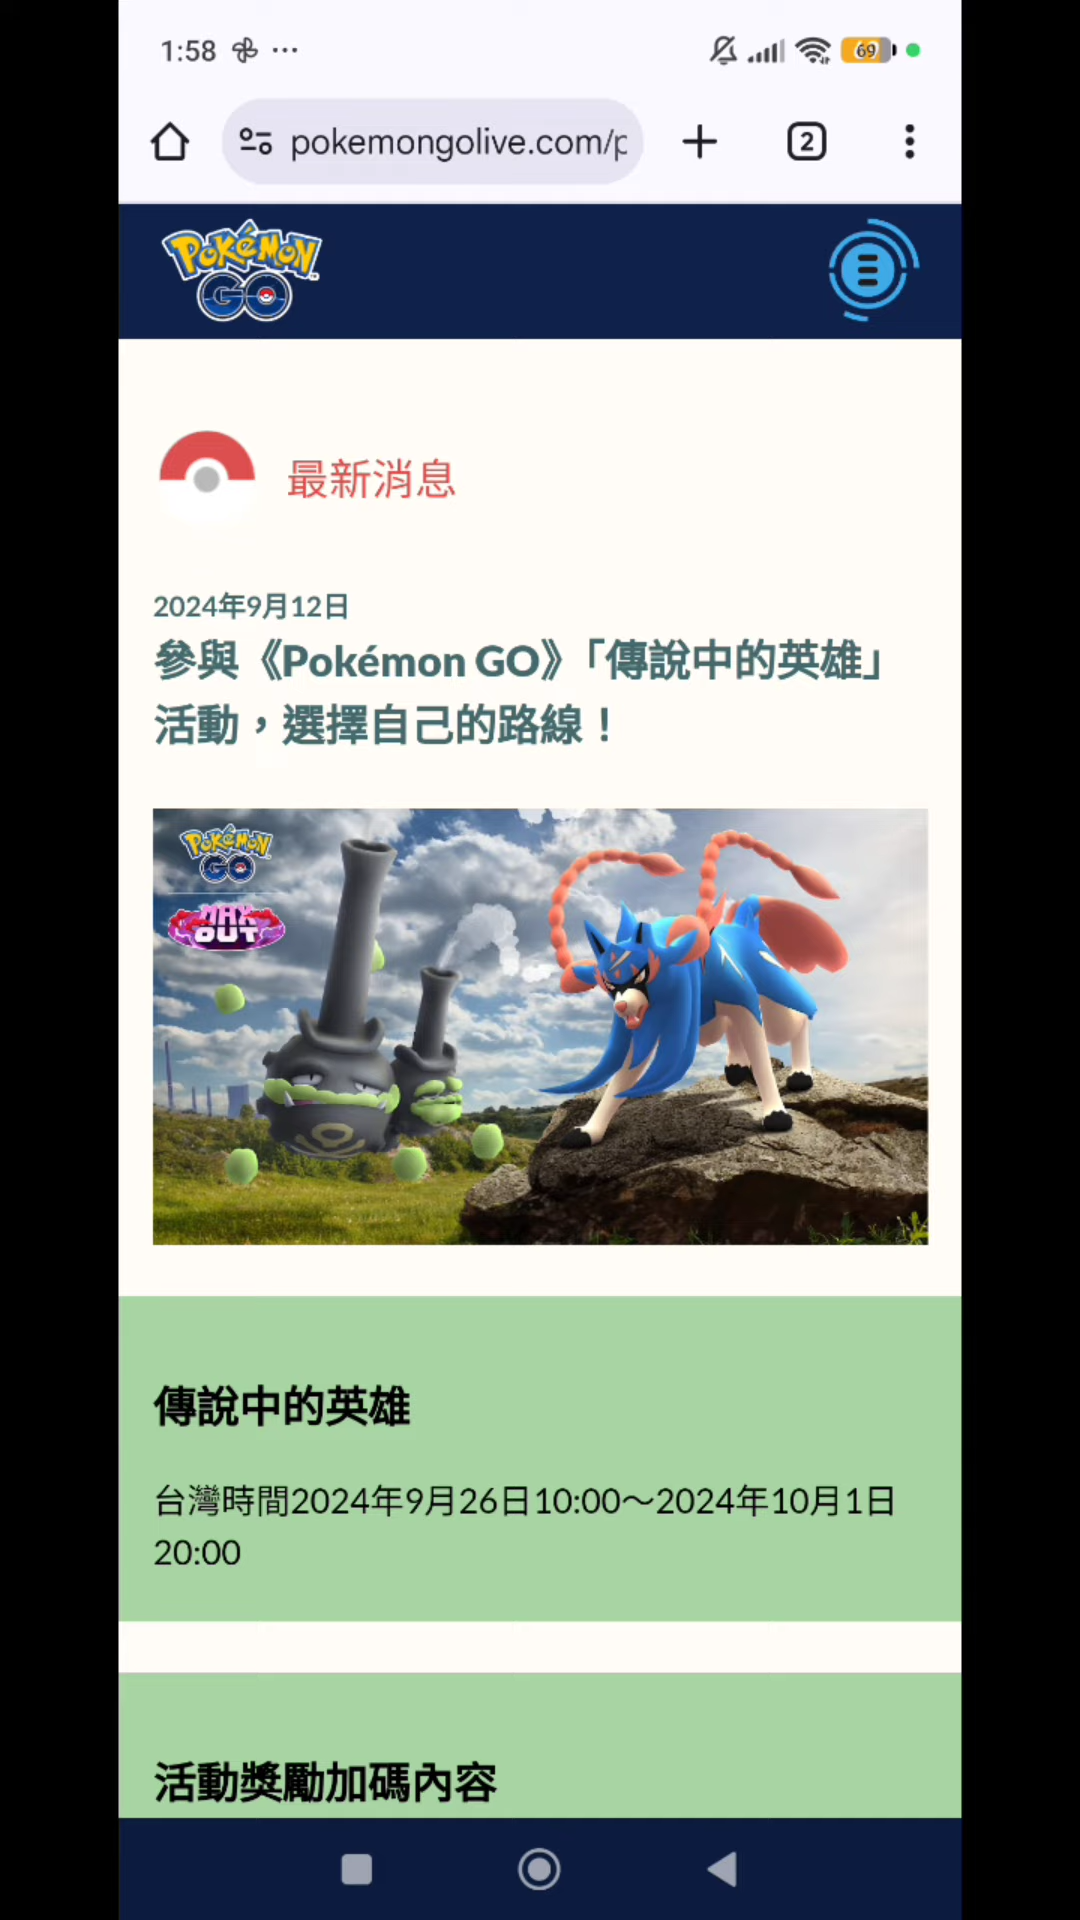 1:58
69
pokemongolive.com/p
2
POKéMON
GO
最新消息
2024年9月12日
參與《Pokémon GO》「傳說中的英雄」
活動，選擇自己的路線！
POKéMON
GO
MAX
OUT
傳說中的英雄
台灣時間2024年9月26日10:00～2024年10月1日
20:00
活動獎勵加碼內容